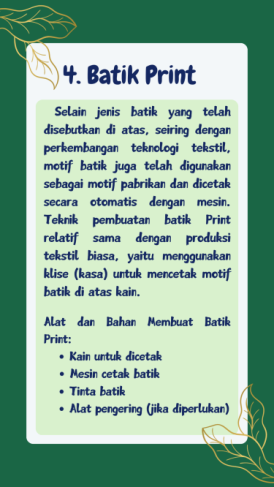 4. Batik Print
Selain jenis batik yang telah
disebutkan di atas, seiring dengan
perkembangan teknologi tekstil,
motif batik juga telah digunakan
sebagai motif pabrikan dan dicetak
secara otomatis dengan mesin.
Teknik pembuatan batik Print
relatif sama dengan produksi
tekstil biasa, yaitu menggunakan
klise (kasa) untuk mencetak motif
batik di atas kain.
Alat dan Bahan Membuat Batik
Print:
• Kain untuk dicetak
• Mesin cetak batik
• Tinta batik
• Alat pengering (jika diperlukan)